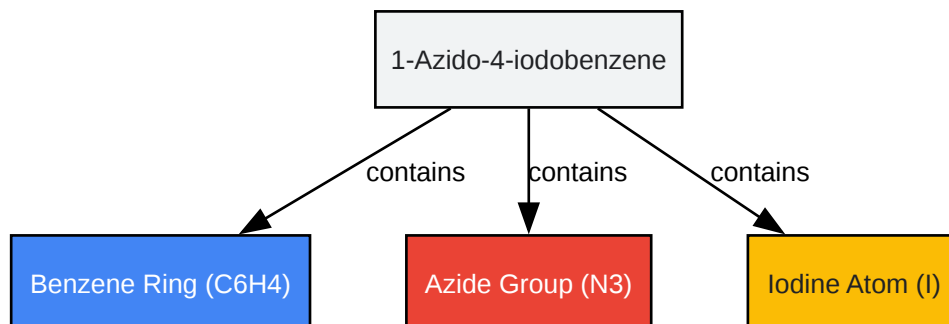 1-Azido-4-iodobenzene
contains
contains
contains
Benzene Ring (C6H4)
Azide Group (N3)
Iodine Atom (I)